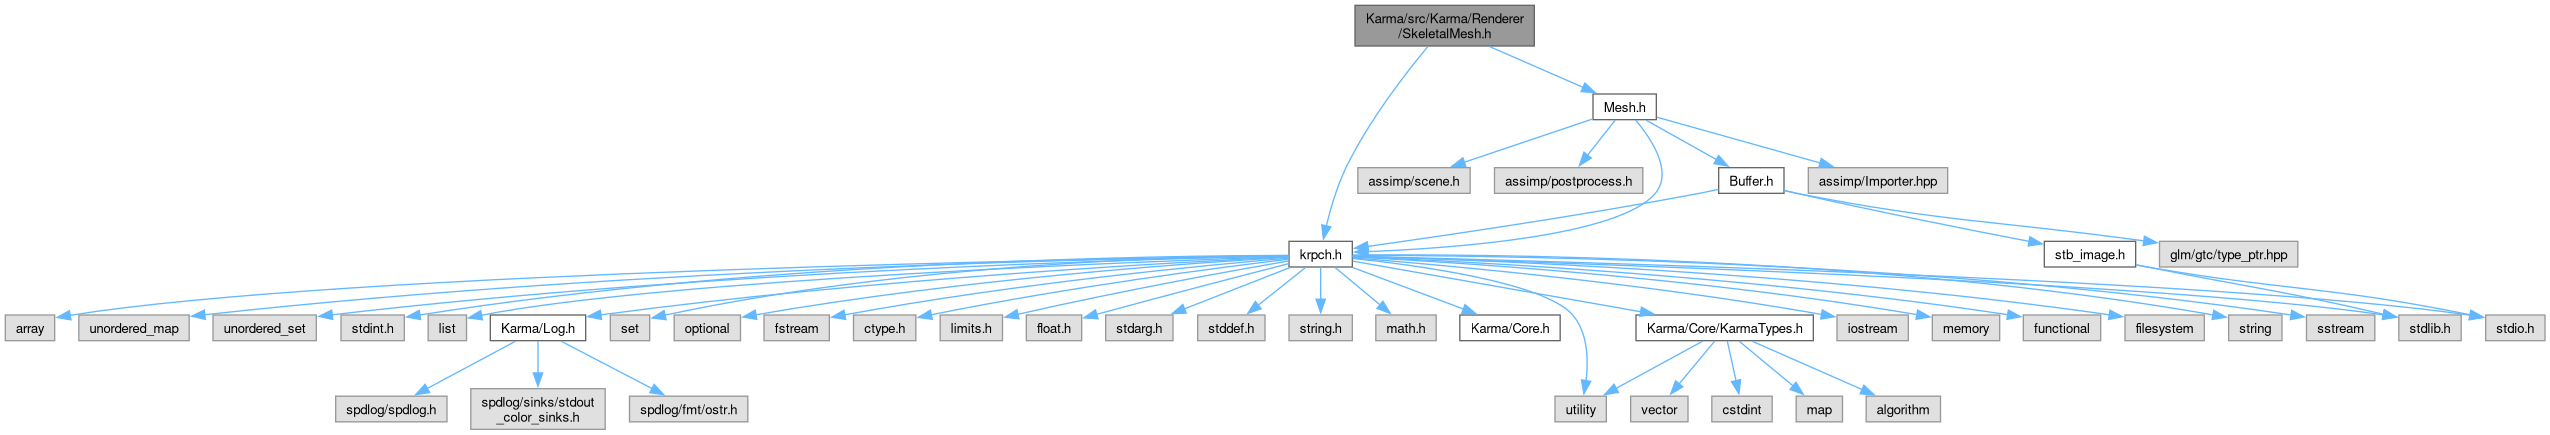 Karma/src/Karma/Renderer
/SkeletalMesh.h
Mesh.h
assimp/scene.h
assimp/postprocess.h
Buffer.h
assimp/Importer.hpp
krpch.h
stb_image.h
glm/gtc/type_ptr.hpp
array
unordered_map
unordered_set
stdint.h
list
Karma/Log.h
set
optional
fstream
ctype.h
limits.h
float.h
stdarg.h
stddef.h
string.h
math.h
Karma/Core.h
Karma/Core/KarmaTypes.h
iostream
memory
functional
filesystem
string
sstream
stdlib.h
stdio.h
spdlog/spdlog.h
spdlog/sinks/stdout
_color_sinks.h
spdlog/fmt/ostr.h
utility
vector
cstdint
map
algorithm